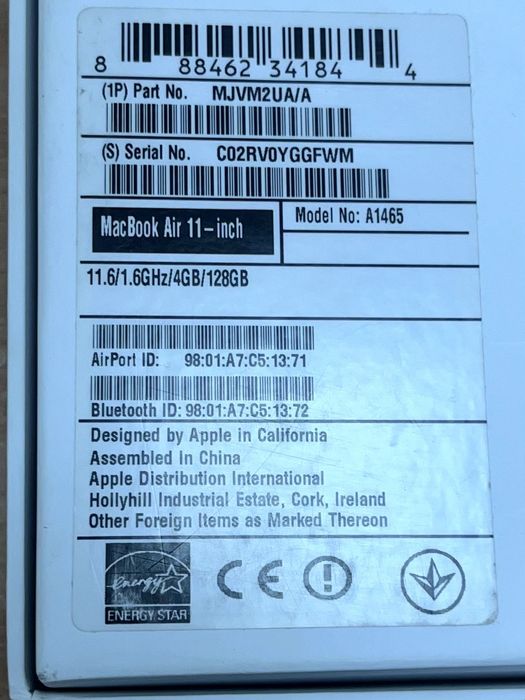 8 88462 34184 4
(1P) Part No. MJVM2UA/A
(S) Serial No. C02RV0YGGFWM
MacBook Air 11-inch
Model No: A1465
11.6/1.6GHz/4GB/128GB
AirPort ID: 98:01:A7:C5:13:71
Bluetooth ID: 98:01:A7:C5:13:72
Designed by Apple in California
Assembled In China
Apple Distribution International
Hollyhill Industrial Estate, Cork, Ireland
Other Foreign Items as Marked Thereon
energy
ENERGY STAR
CE